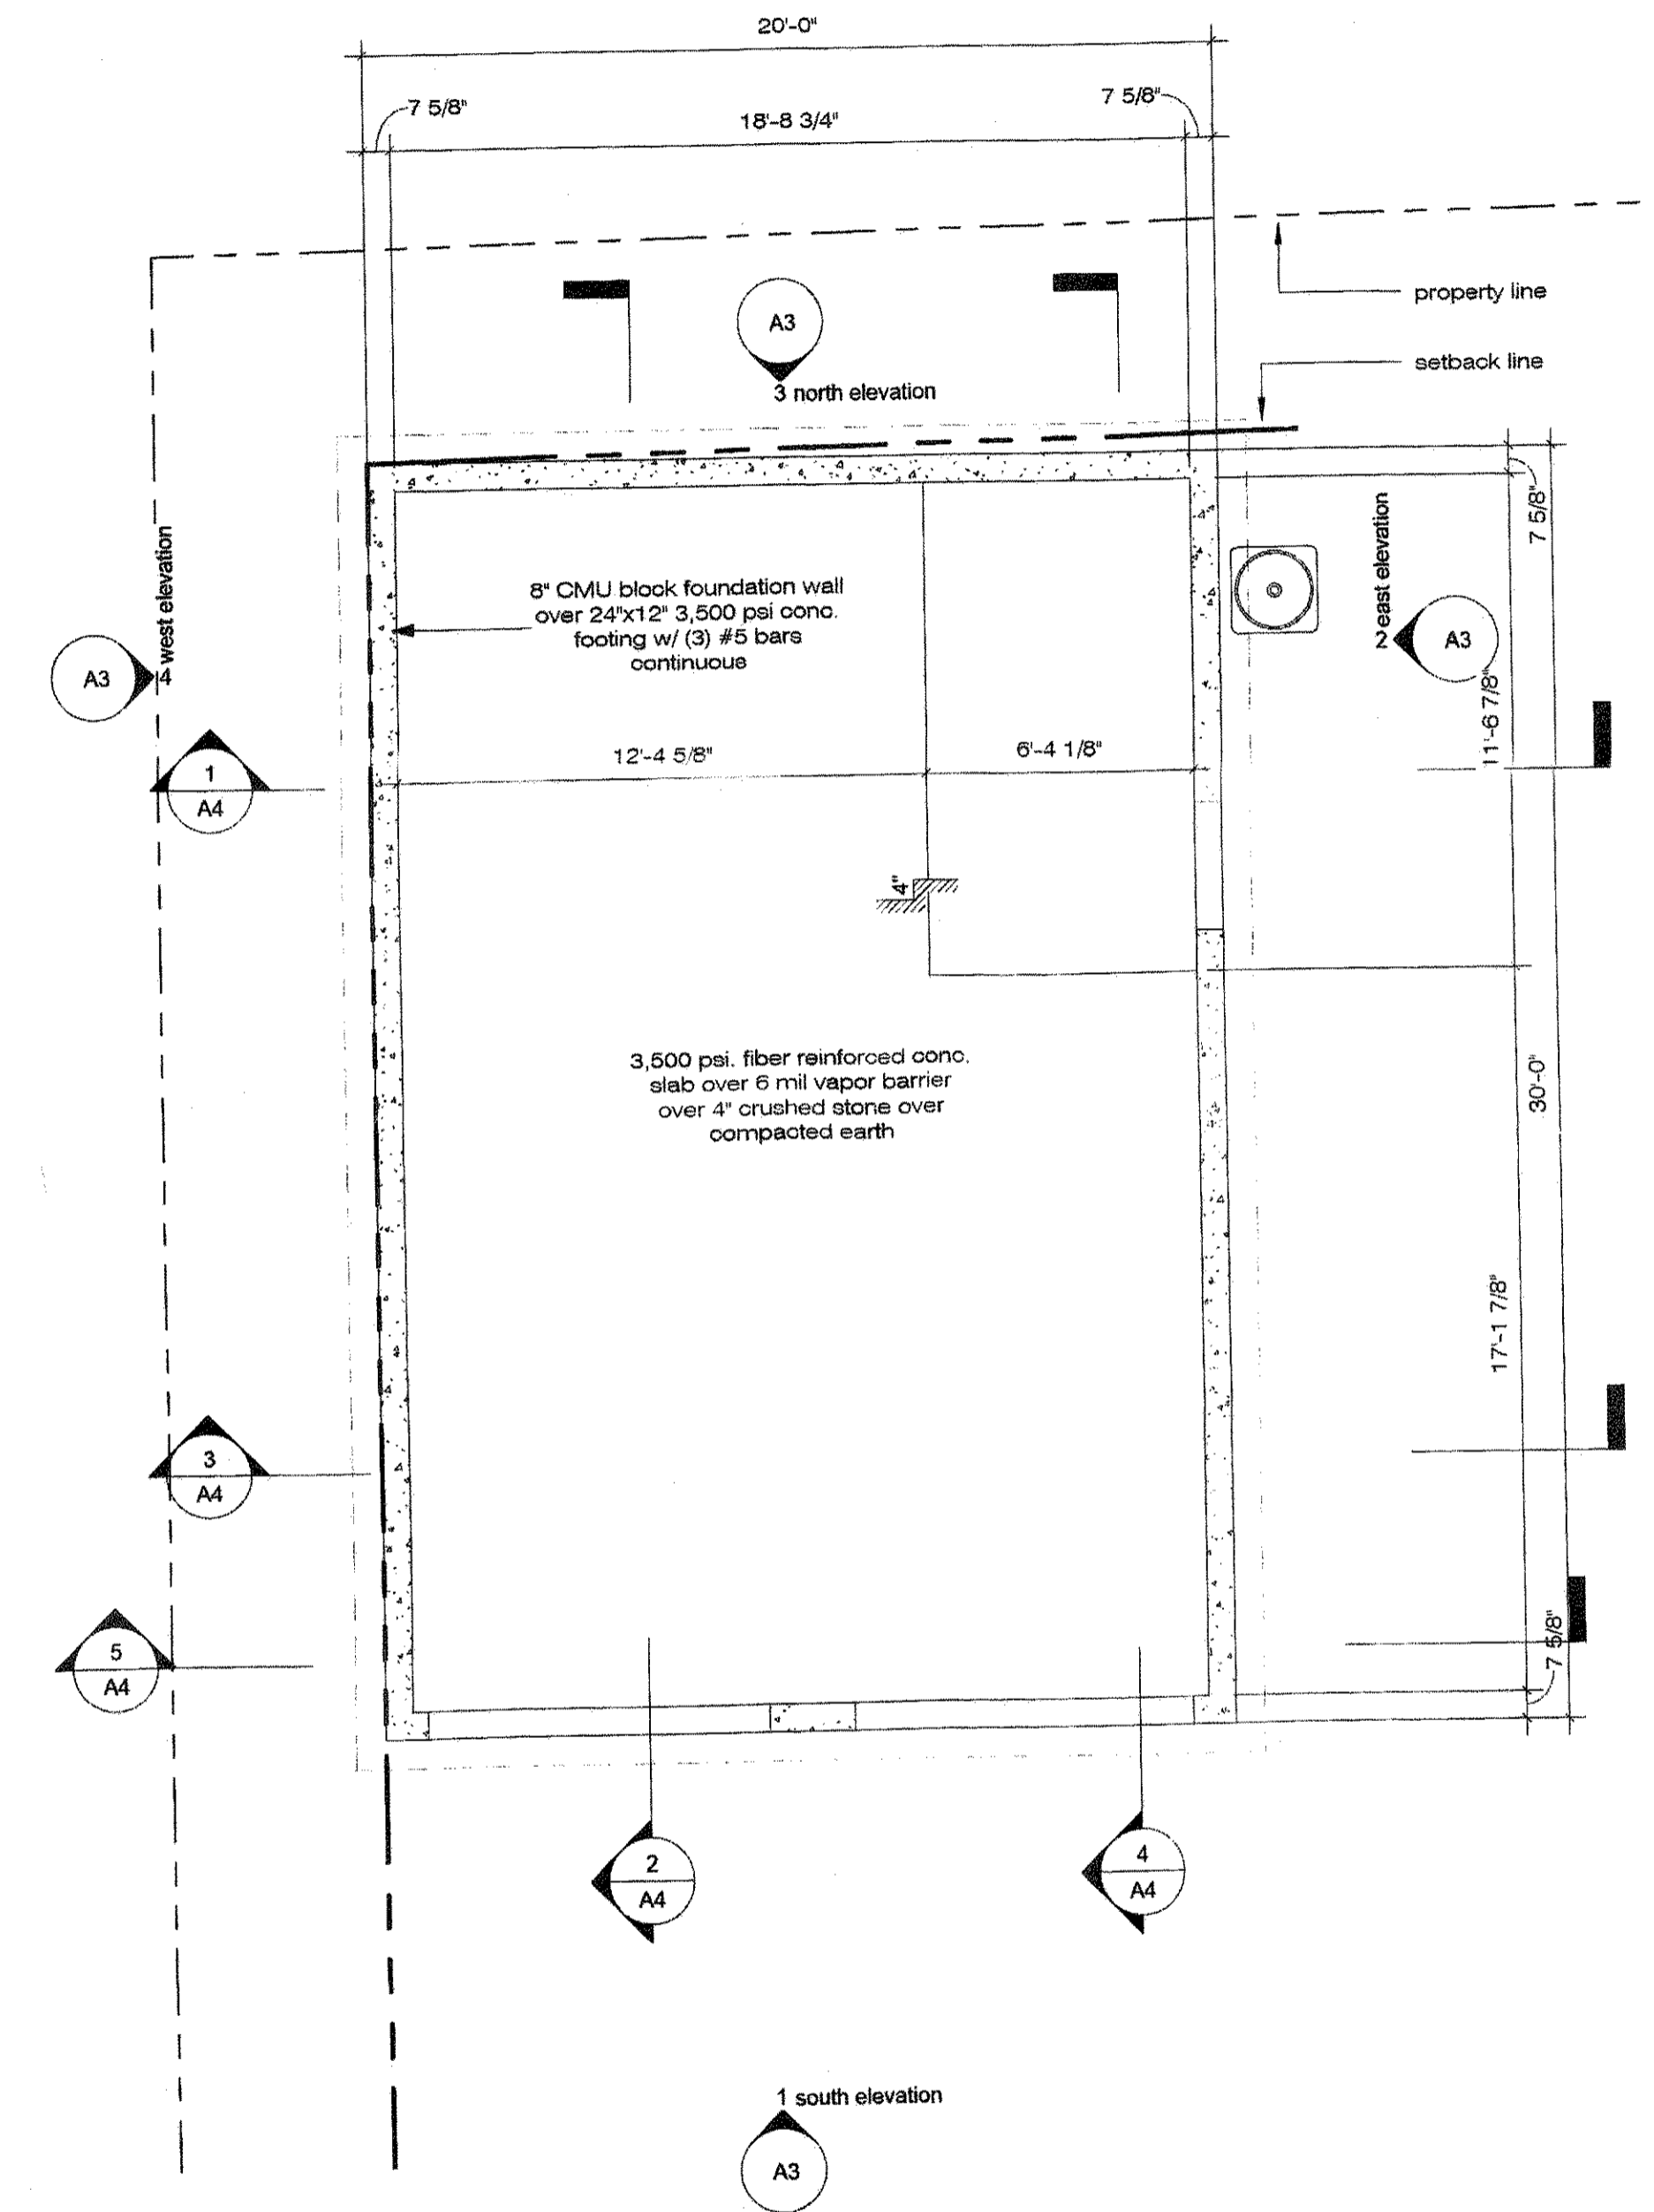 20'-0"
7 5/8"
18'-8 3/4"
7 5/8"
property line
A3
setback line
3 north elevation
7 5/8"
west elevation
4
A3
8" CMU block foundation wall
over 24"x12" 3,500 psi conc.
footing w/ (3) #5 bars
continuous
east elevation
2
A3
11'-6 7/8"
12'-4 5/8"
6'-4 1/8"
1
A4
4"
3,500 psi. fiber reinforced conc.
slab over 6 mil vapor barrier
over 4" crushed stone over
compacted earth
30'-0"
17'-1 7/8"
3
A4
5
A4
7 5/8"
2
A4
4
A4
1 south elevation
A3